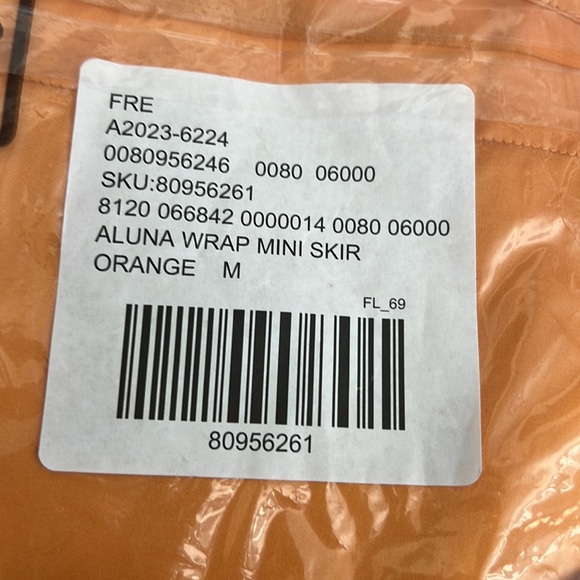 FRE
A2023-6224
0080956246 0080 06000
SKU:80956261
8120 066842 0000014 0080 06000
ALUNA WRAP MINI SKIR
ORANGE M
FL_69
80956261